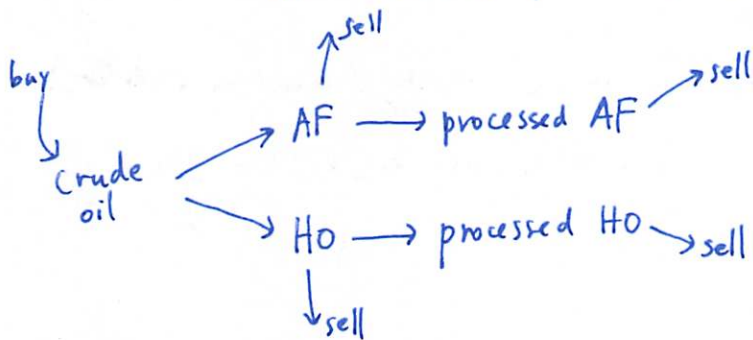 sell
buy
sell
AF → processed AF
Crude
oil
Ho → processed Ho
sell
sell